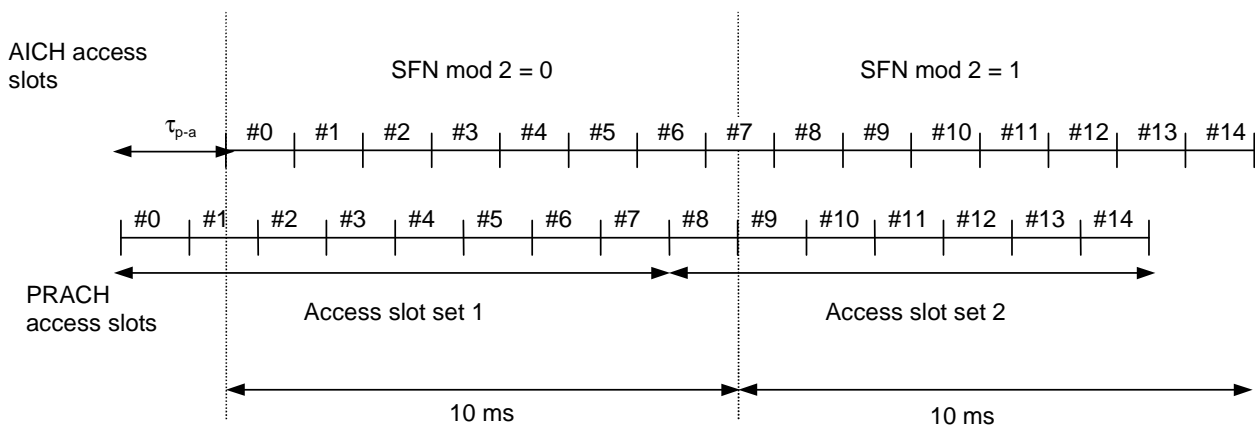 AICH access
slots
SFN mod 2 = 0
SFN mod 2 = 1
τp-a
#0 #1 #2 #3 #4 #5 #6 #7 #8 #9 #10 #11 #12 #13 #14
#0 #1 #2 #3 #4 #5 #6 #7 #8 #9 #10 #11 #12 #13 #14
PRACH
access slots
Access slot set 1
Access slot set 2
10 ms
10 ms